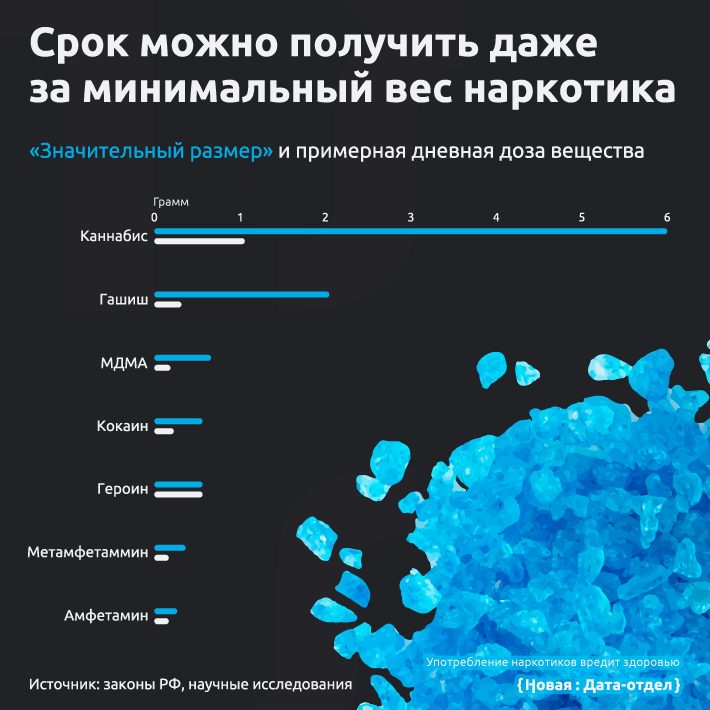 Срок можно получить даже
за минимальный вес наркотика
«Значительный размер» и примерная дневная доза вещества
Грамм
0 1 2 3 4 5 6
Каннабис
Гашиш
МДМА
Кокаин
Героин
Метамфетаммин
Амфетамин
Употребление наркотиков вредит здоровью
Источник: законы РФ, научные исследования
{Новая : Дата-отдел}